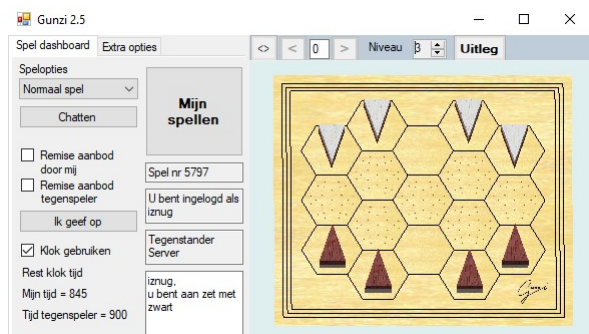 Gunzi 2.5
Spel dashboard Extra opties
<> < 0 > Niveau 3 Uitleg
Spelopties
Normaal spel
Chatten
Mijn
spellen
Remise aanbod
door mij
Remise aanbod
tegenspeler
Ik geef op
Klok gebruiken
Rest klok tijd
Mijn tijd = 845
Tijd tegenspeler = 900
Spel nr 5797
U bent ingelogd als
iznug
Tegenstander
Server
iznug,
u bent aan zet met
zwart
Gunzi